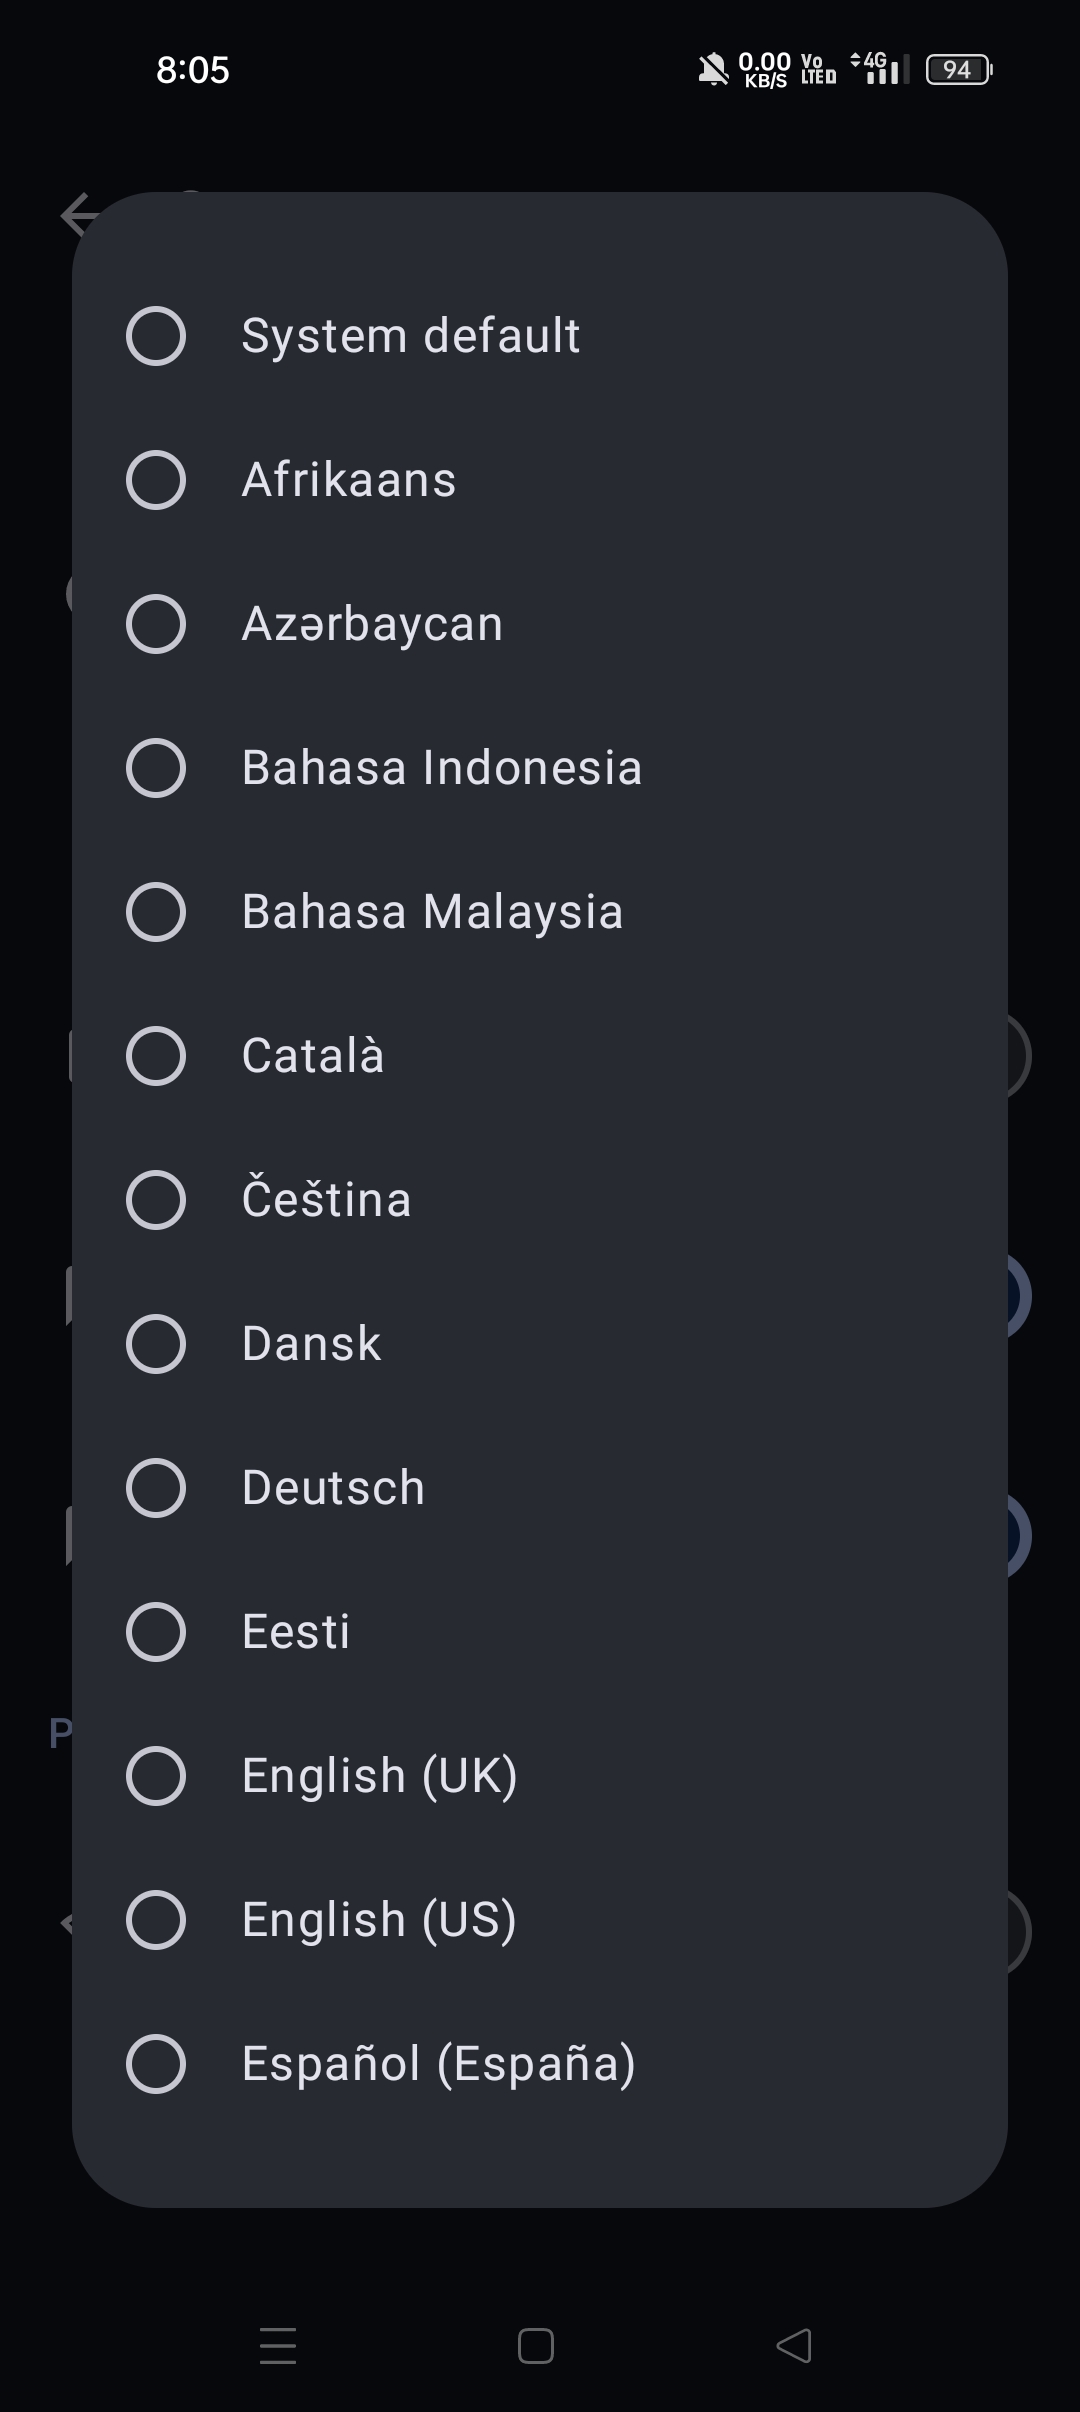 8:05
0.00 KB/S
Vo LTE D
4G
94
System default
Afrikaans
Azərbaycan
Bahasa Indonesia
Bahasa Malaysia
Català
Čeština
Dansk
Deutsch
Eesti
P
English (UK)
English (US)
Español (España)